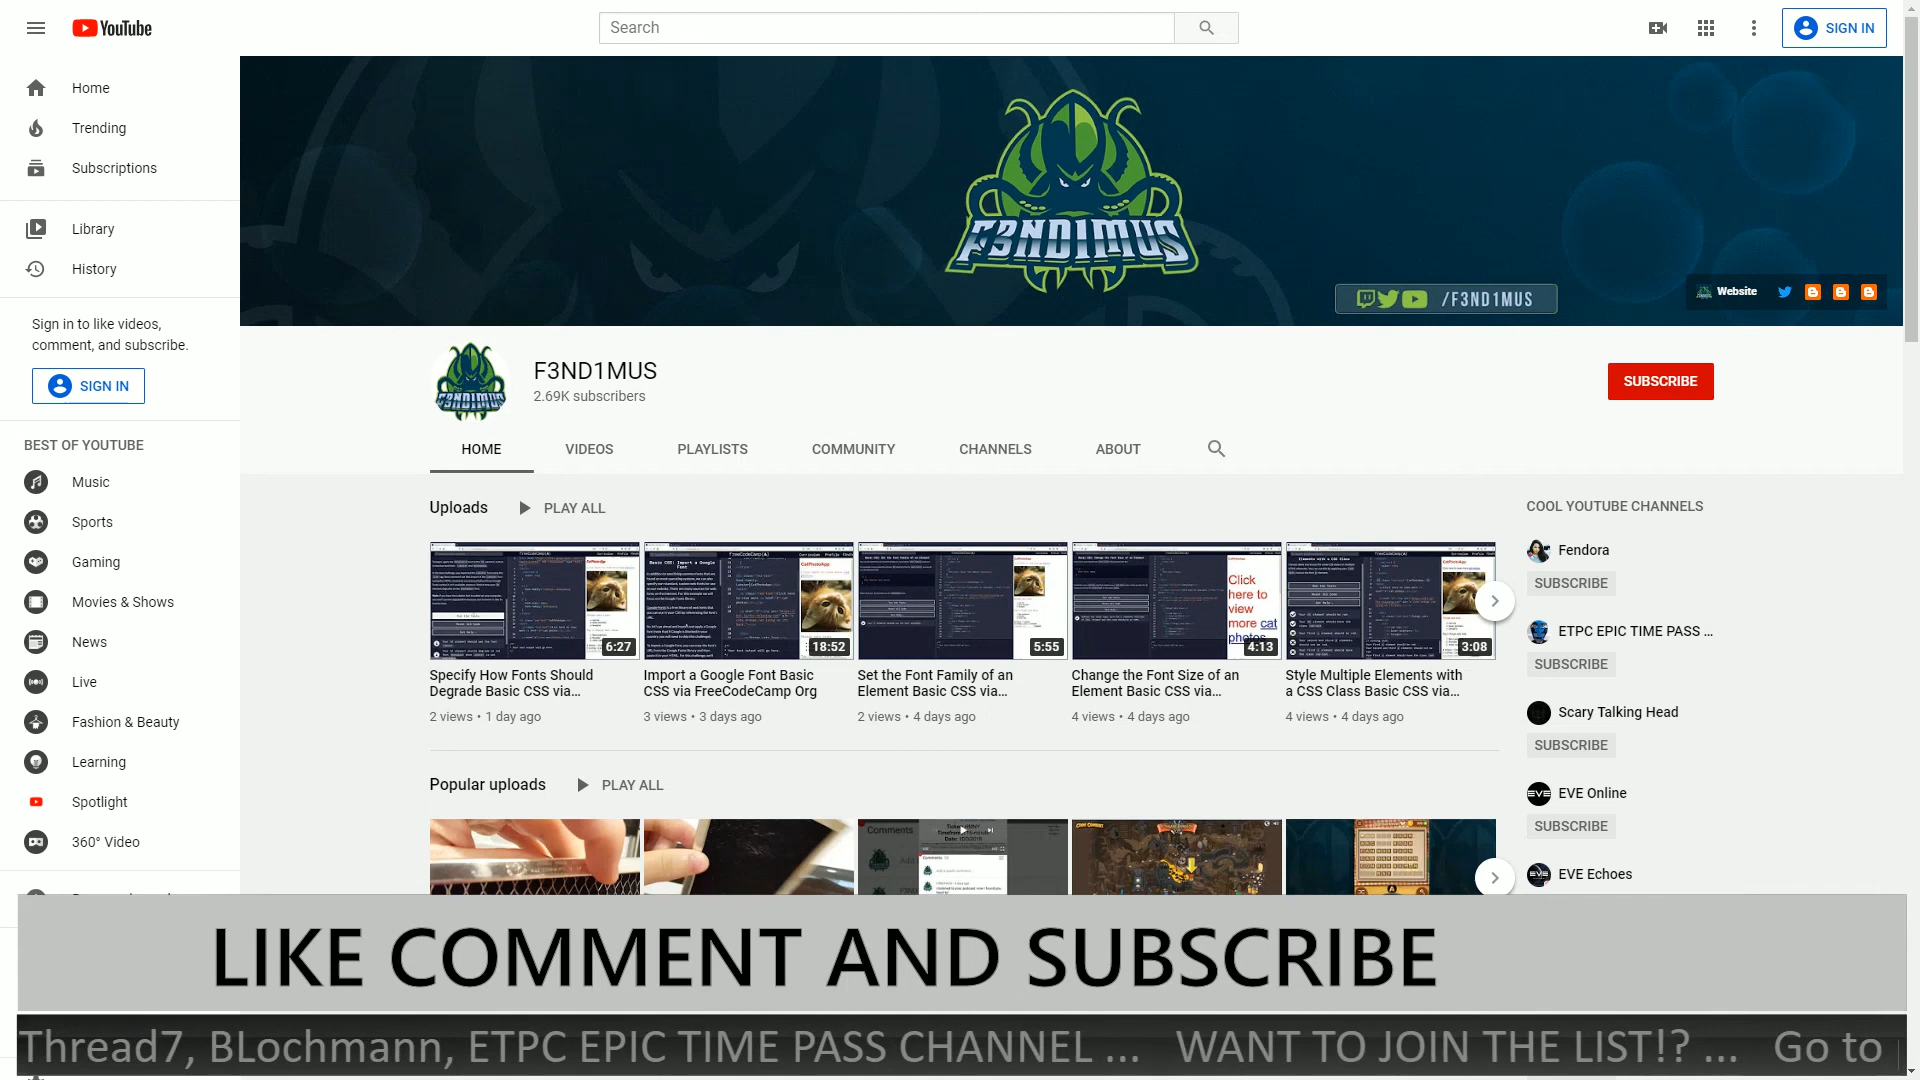 YouTube
Search
SIGN IN
Home
Trending
Subscriptions
Library
History
Sign in to like videos,
comment, and subscribe.
SIGN IN
BEST OF YOUTUBE
Music
Sports
Gaming
Movies & Shows
News
Live
Fashion & Beauty
Learning
Spotlight
360° Video
F3ND1MUS
/F3ND1MUS
Website
F3ND1MUS
2.69K subscribers
SUBSCRIBE
HOME
VIDEOS
PLAYLISTS
COMMUNITY
CHANNELS
ABOUT
Uploads
PLAY ALL
6:27
Specify How Fonts Should
Degrade Basic CSS via...
2 views • 1 day ago
18:52
Import a Google Font Basic
CSS via FreeCodeCamp Org
3 views • 3 days ago
5:55
Set the Font Family of an
Element Basic CSS via...
2 views • 4 days ago
Click
here to
view
more cat
photos
4:13
Change the Font Size of an
Element Basic CSS via...
4 views • 4 days ago
3:08
Style Multiple Elements with
a CSS Class Basic CSS via...
4 views • 4 days ago
Popular uploads
PLAY ALL
Comments
COOL YOUTUBE CHANNELS
Fendora
SUBSCRIBE
ETPC EPIC TIME PASS ...
SUBSCRIBE
Scary Talking Head
SUBSCRIBE
EVE Online
SUBSCRIBE
EVE Echoes
LIKE COMMENT AND SUBSCRIBE
Thread7, BLochmann, ETPC EPIC TIME PASS CHANNEL ... WANT TO JOIN THE LIST!? ... Go to